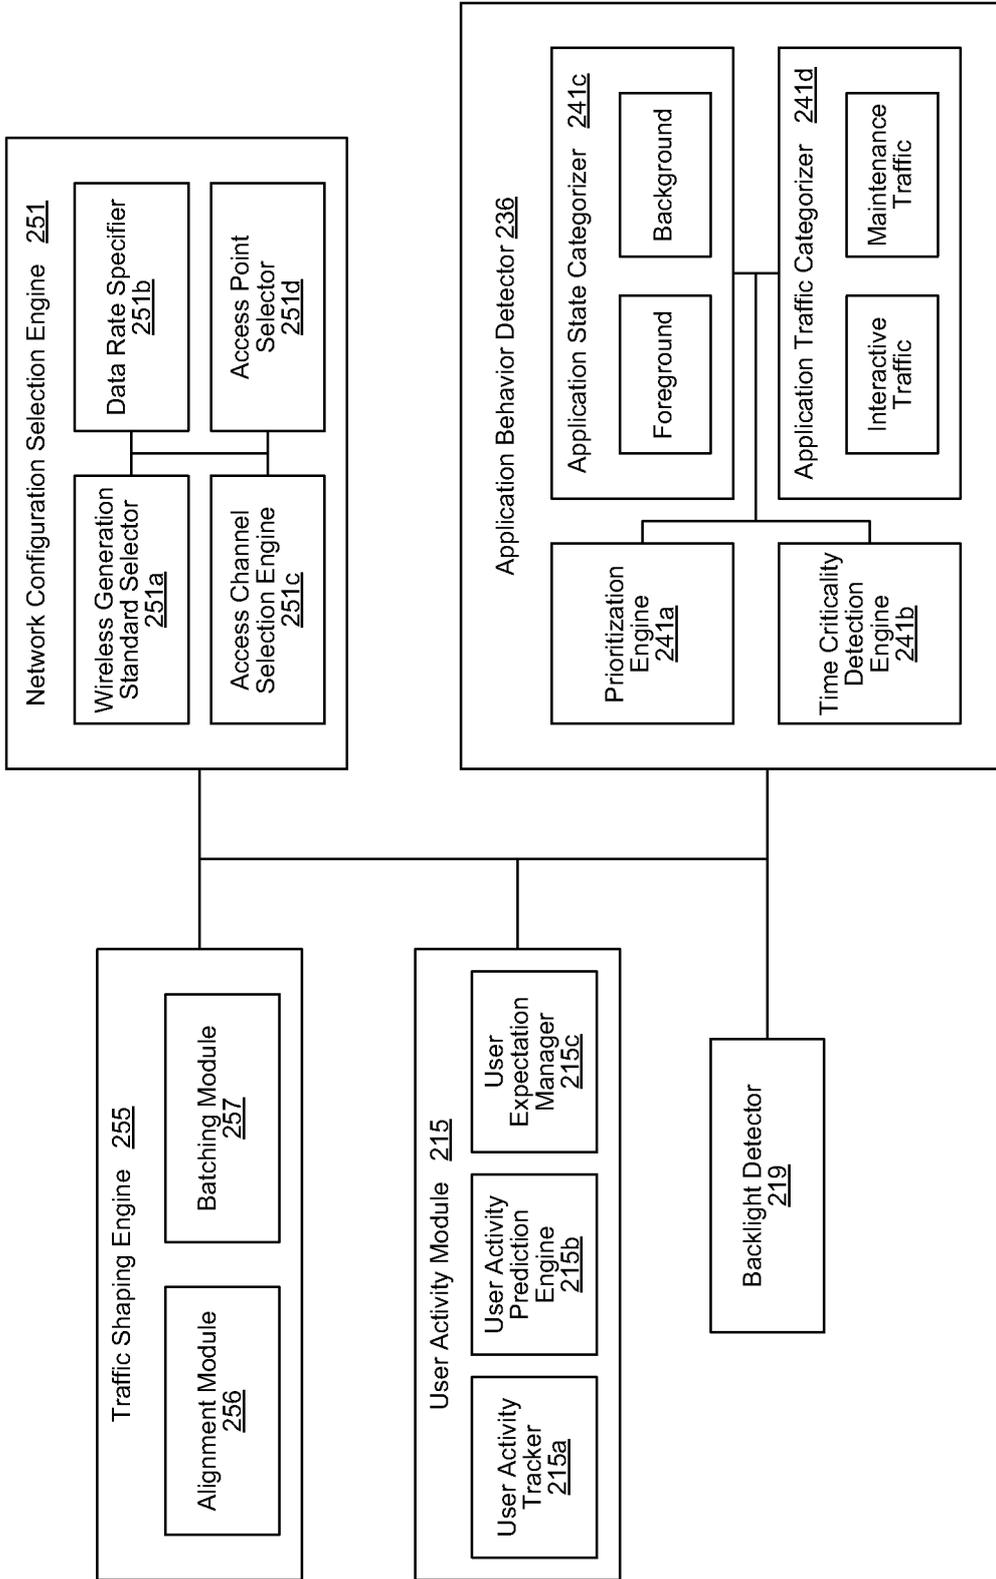 Traffic Shaping Engine 255
Alignment Module
256
Batching Module
257
Network Configuration Selection Engine 251
Wireless Generation
Standard Selector
251a
Data Rate Specifier
251b
Access Channel
Selection Engine
251c
Access Point
Selector
251d
User Activity Module 215
User Activity
Tracker
215a
User Activity
Prediction
Engine
215b
User
Expectation
Manager
215c
Application Behavior Detector 236
Prioritization
Engine
241a
Application State Categorizer 241c
Foreground
Background
Time Criticality
Detection
Engine
241b
Application Traffic Categorizer 241d
Interactive
Traffic
Maintenance
Traffic
Backlight Detector
219